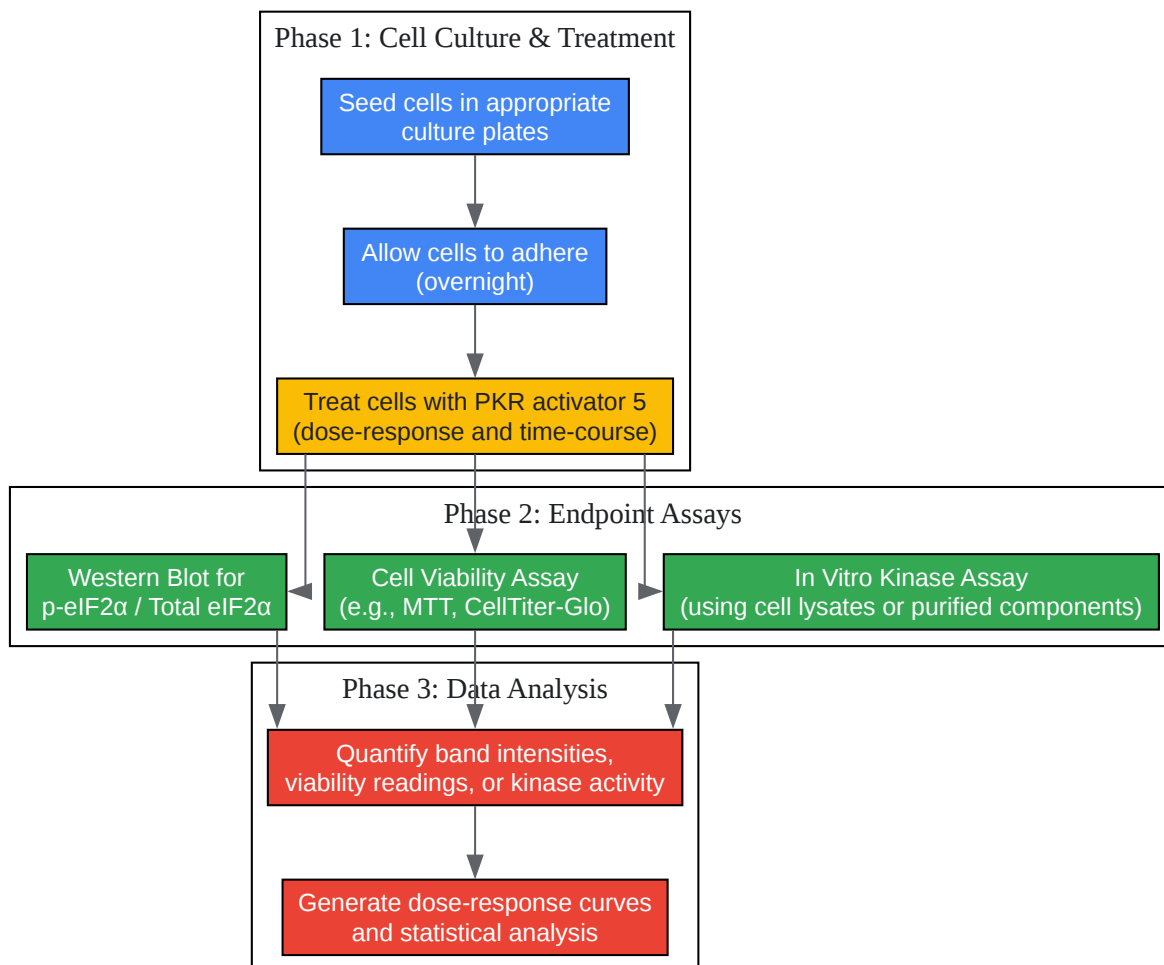 Phase 1: Cell Culture & Treatment
Seed cells in appropriate
culture plates
Allow cells to adhere
(overnight)
Treat cells with PKR activator 5
(dose-response and time-course)
Phase 2: Endpoint Assays
Western Blot for
p-eIF2α / Total eIF2α
Cell Viability Assay
(e.g., MTT, CellTiter-Glo)
In Vitro Kinase Assay
(using cell lysates or purified components)
Phase 3: Data Analysis
Quantify band intensities,
viability readings, or kinase activity
Generate dose-response curves
and statistical analysis